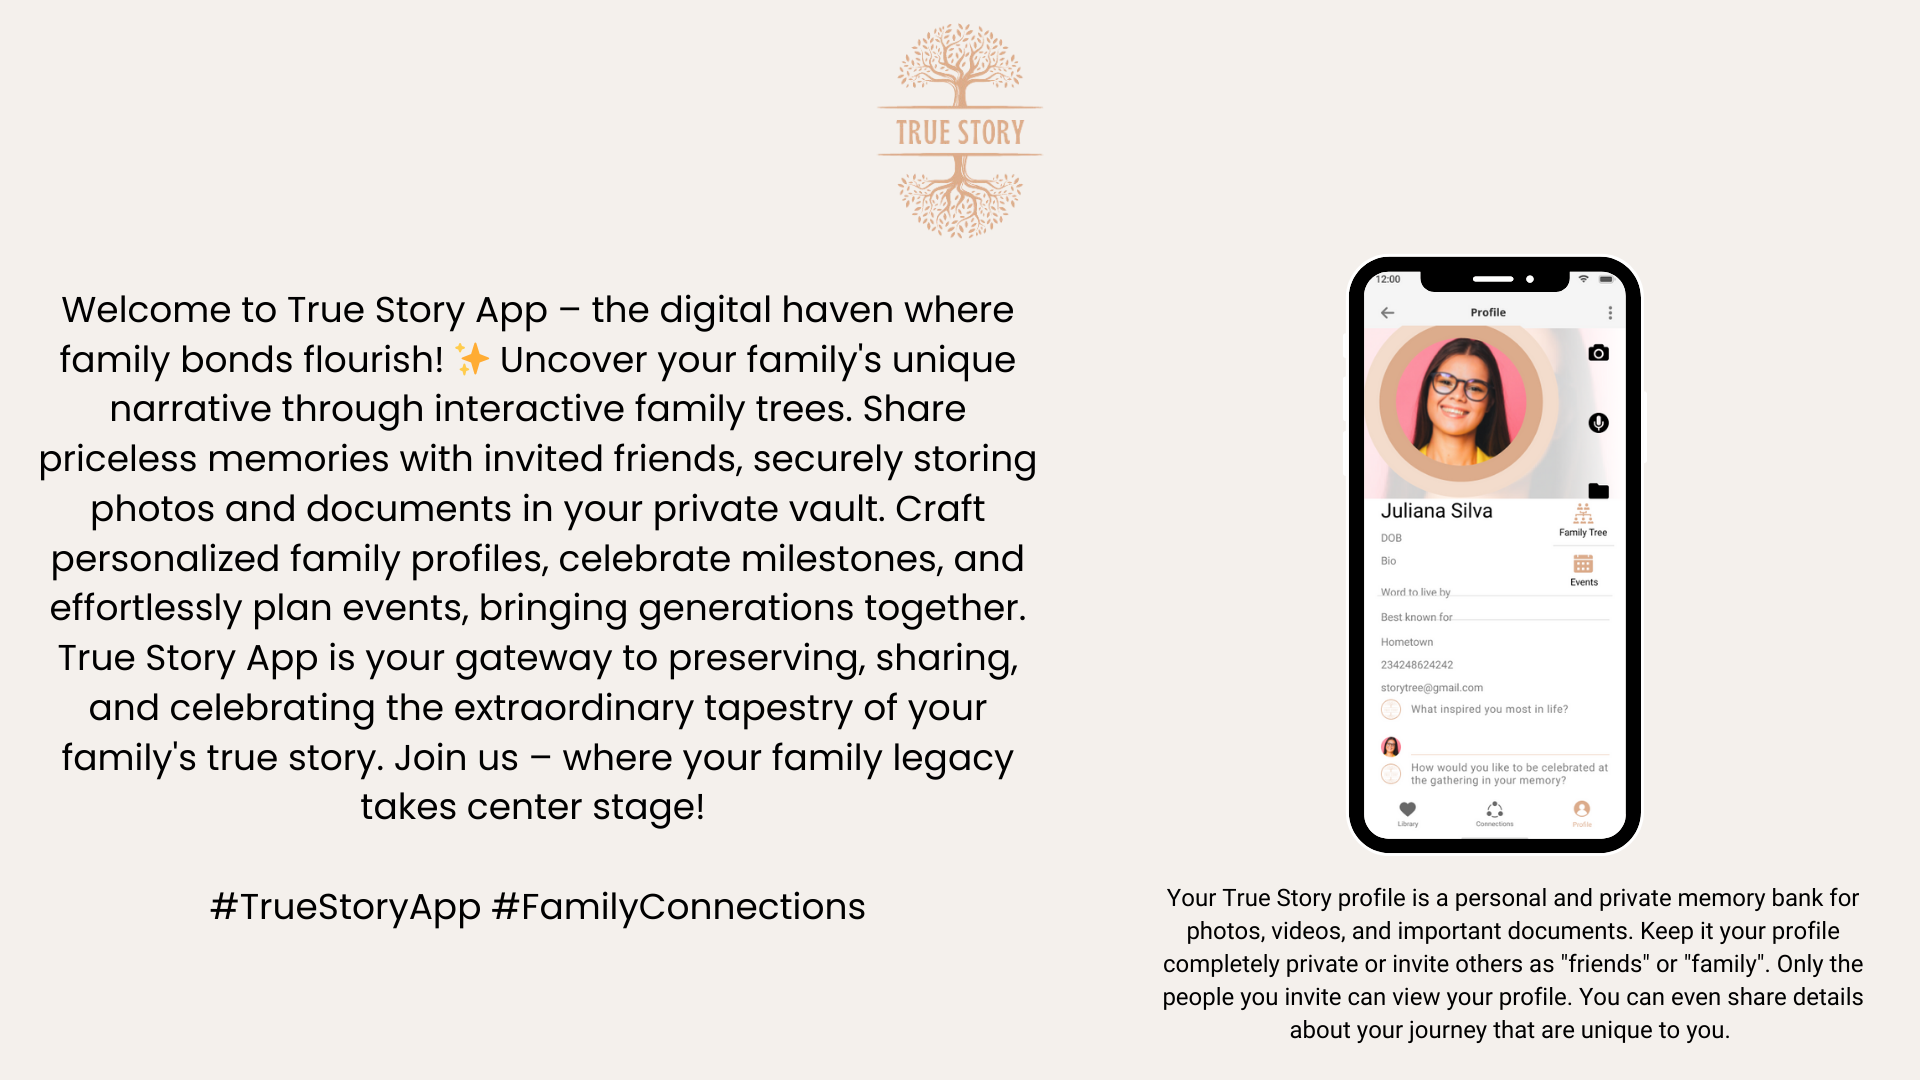 TRUE STORY
Welcome to True Story App – the digital haven where
family bonds flourish! ✨ Uncover your family's unique
narrative through interactive family trees. Share
priceless memories with invited friends, securely storing
photos and documents in your private vault. Craft
personalized family profiles, celebrate milestones, and
effortlessly plan events, bringing generations together.
True Story App is your gateway to preserving, sharing,
and celebrating the extraordinary tapestry of your
family's true story. Join us – where your family legacy
takes center stage!
#TrueStoryApp #FamilyConnections
12:00
Profile
Juliana Silva
Family Tree
DOB
Bio
Events
Word to live by
Best known for
Hometown
234248624242
storytree@gmail.com
What inspired you most in life?
How would you like to be celebrated at
the gathering in your memory?
Library
Connections
Profile
Your True Story profile is a personal and private memory bank for
photos, videos, and important documents. Keep it your profile
completely private or invite others as "friends" or "family". Only the
people you invite can view your profile. You can even share details
about your journey that are unique to you.